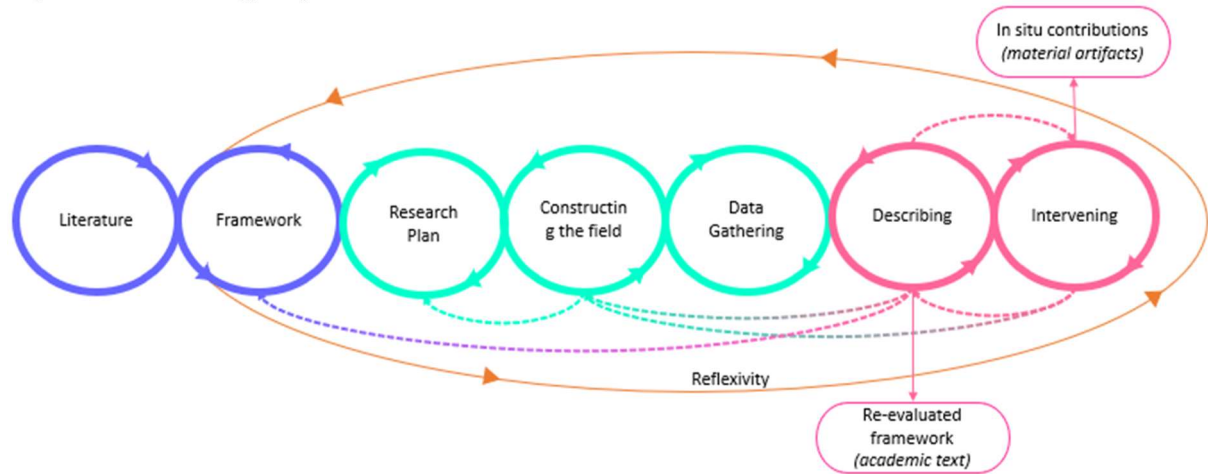 In situ contributions
(material artifacts)
Literature
Framework
Research
Plan
Constructin
g the field
Data
Gathering
Describing
Intervening
Reflexivity
Re-evaluated
framework
(academic text)